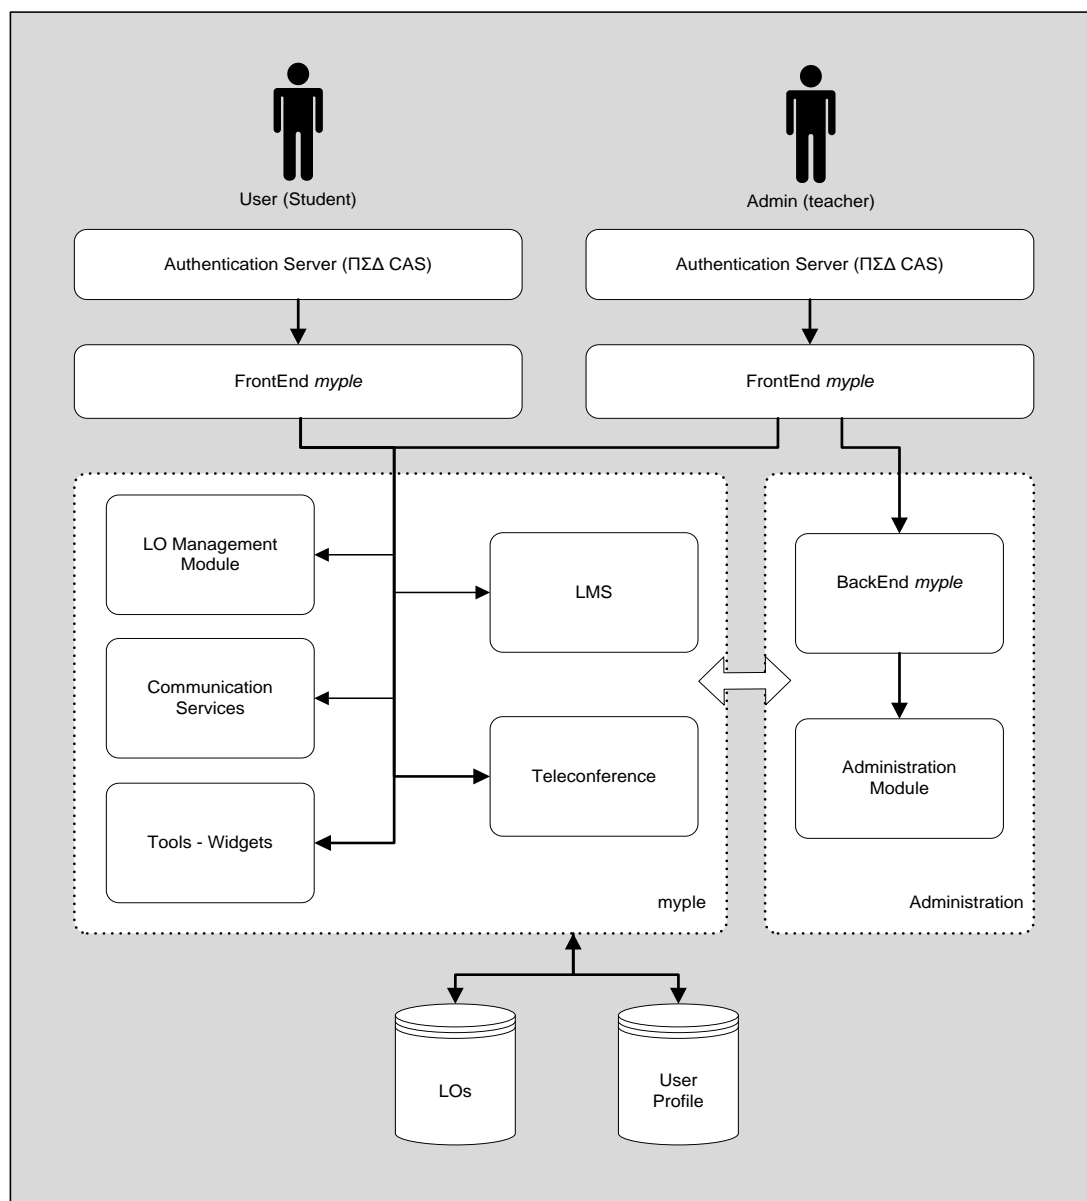 User (Student)
Admin (teacher)
Authentication Server (ΠΣΔ CAS)
Authentication Server (ΠΣΔ CAS)
FrontEnd myple
FrontEnd myple
LO Management
Module
LMS
BackEnd myple
Communication
Services
Teleconference
Administration
Module
Tools - Widgets
myple
Administration
LOs
User
Profile